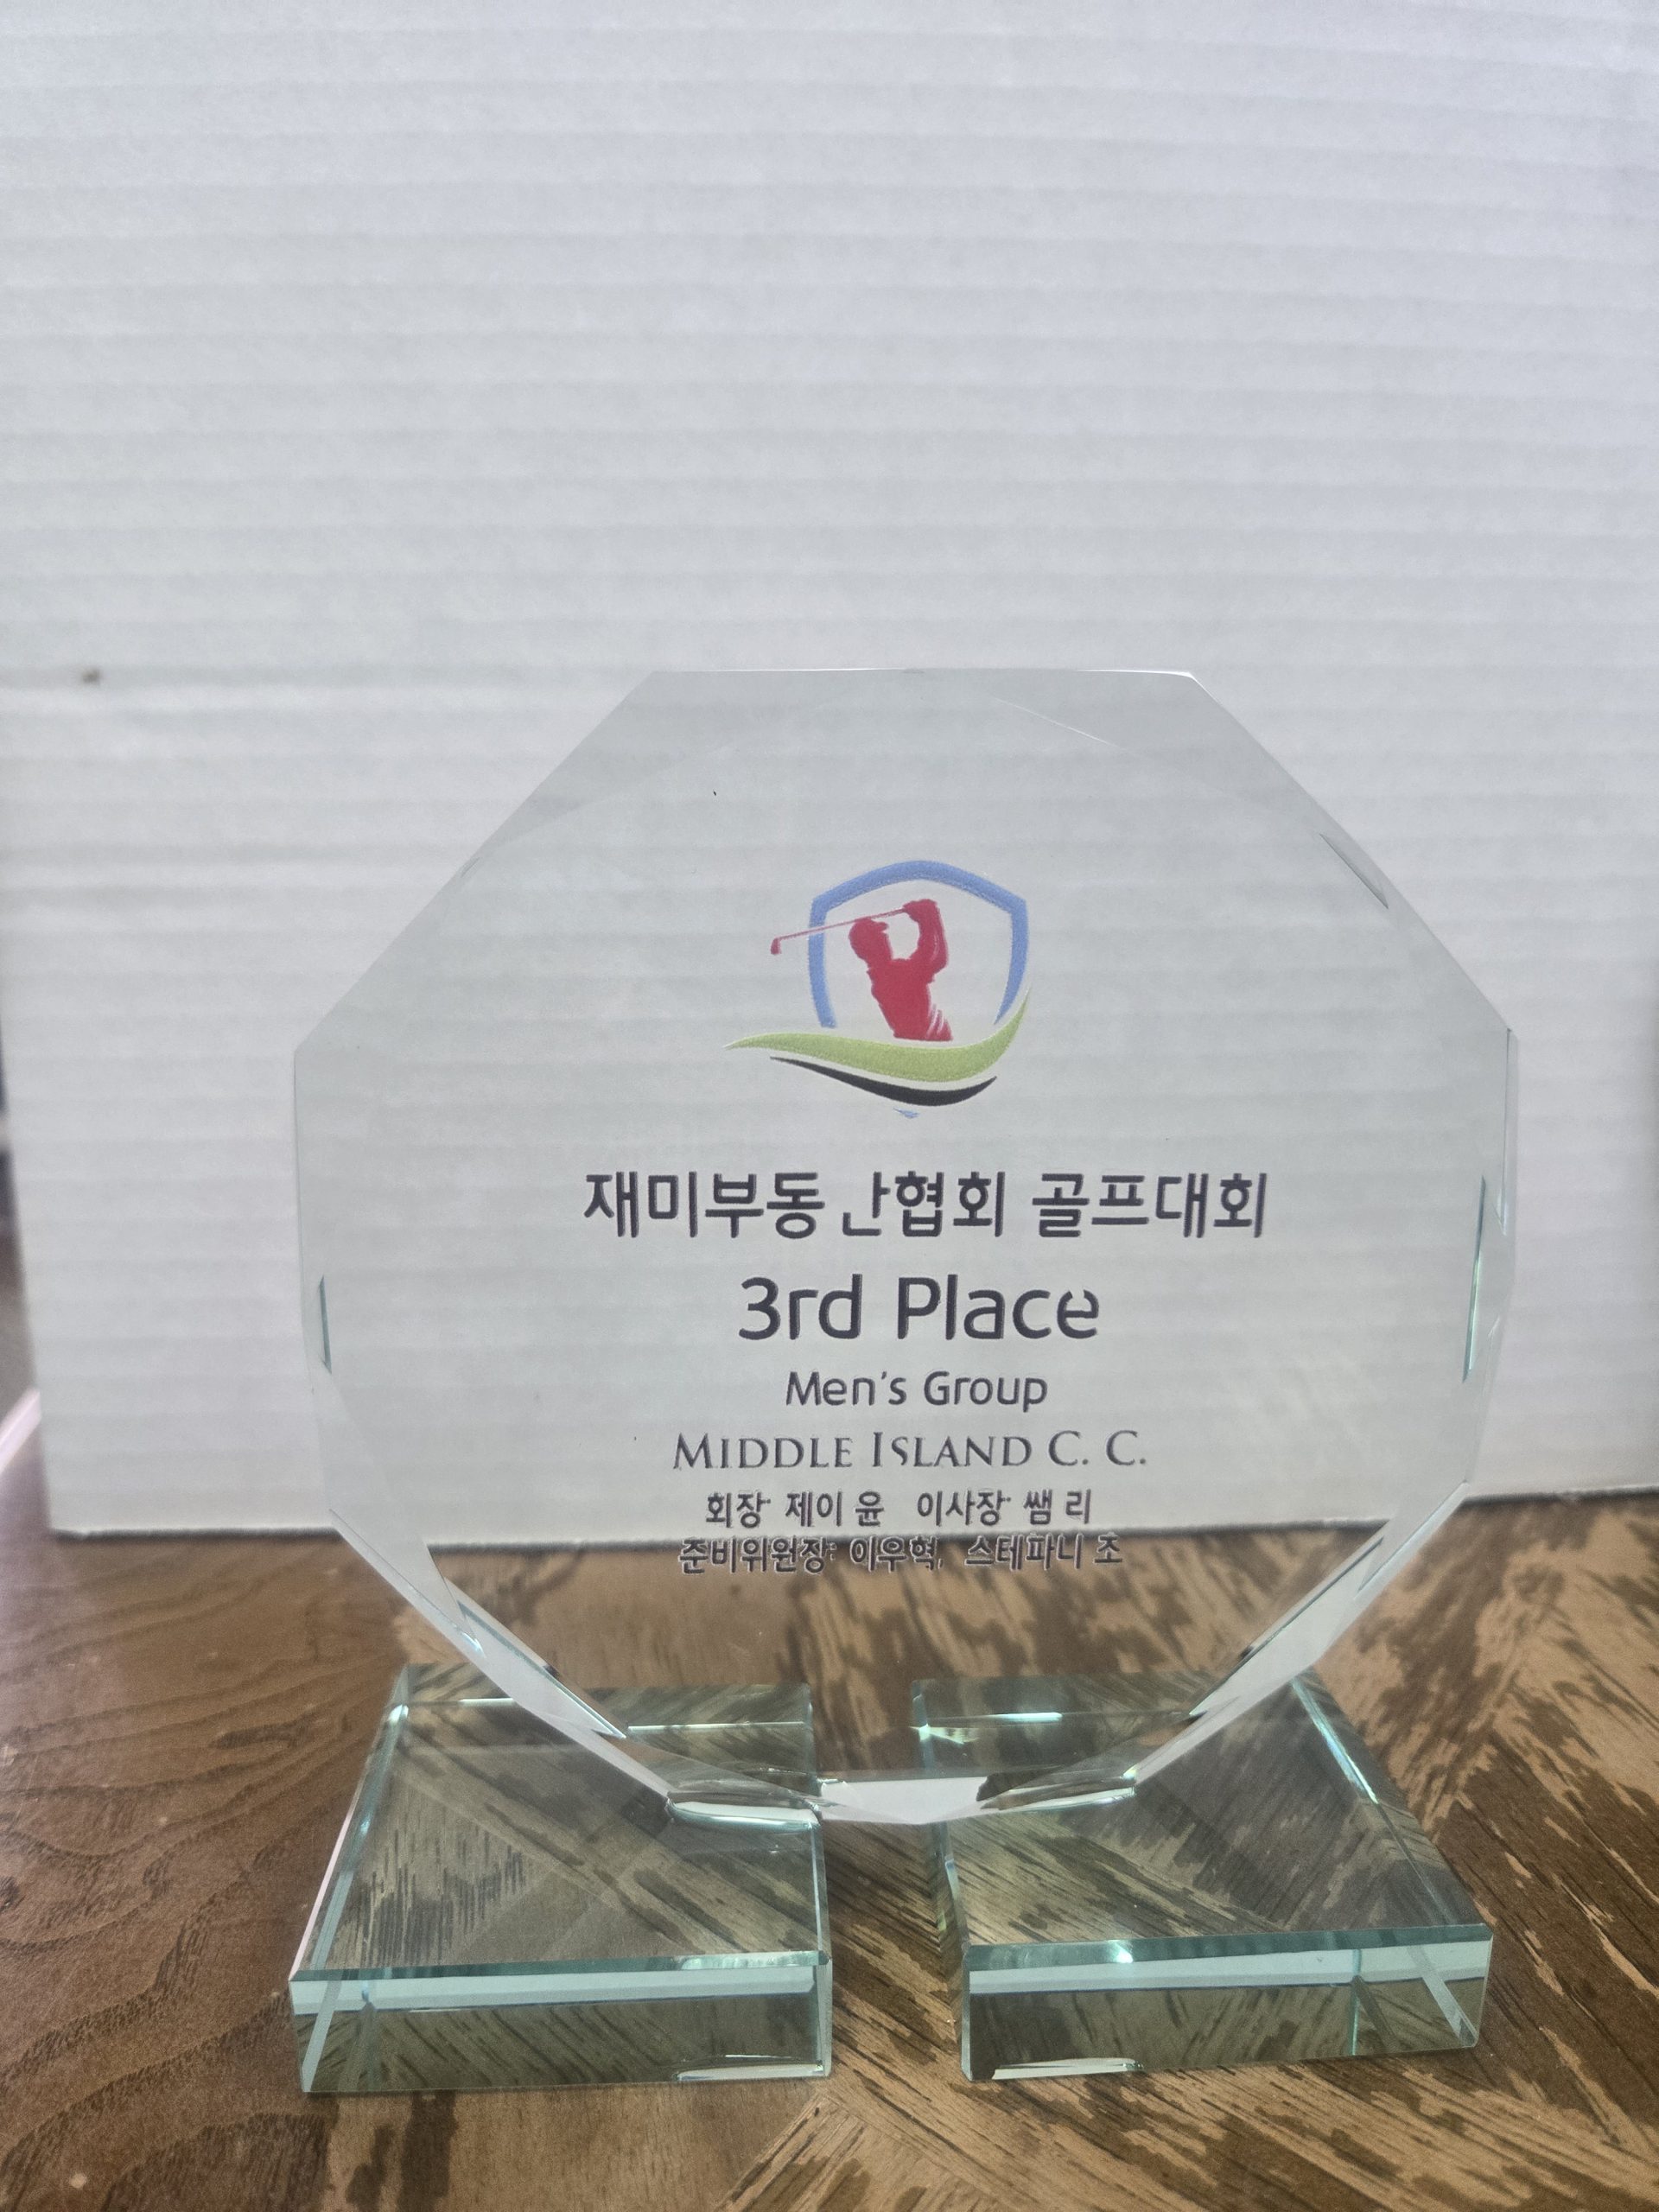 재미부동 난협회 골프대회
3rd Place
Men's Group
MIDDLE ISLAND C. C.
회장: 제이 윤 이사장: 쌤 리
준비위원장: 이우혁, 스테파니 조